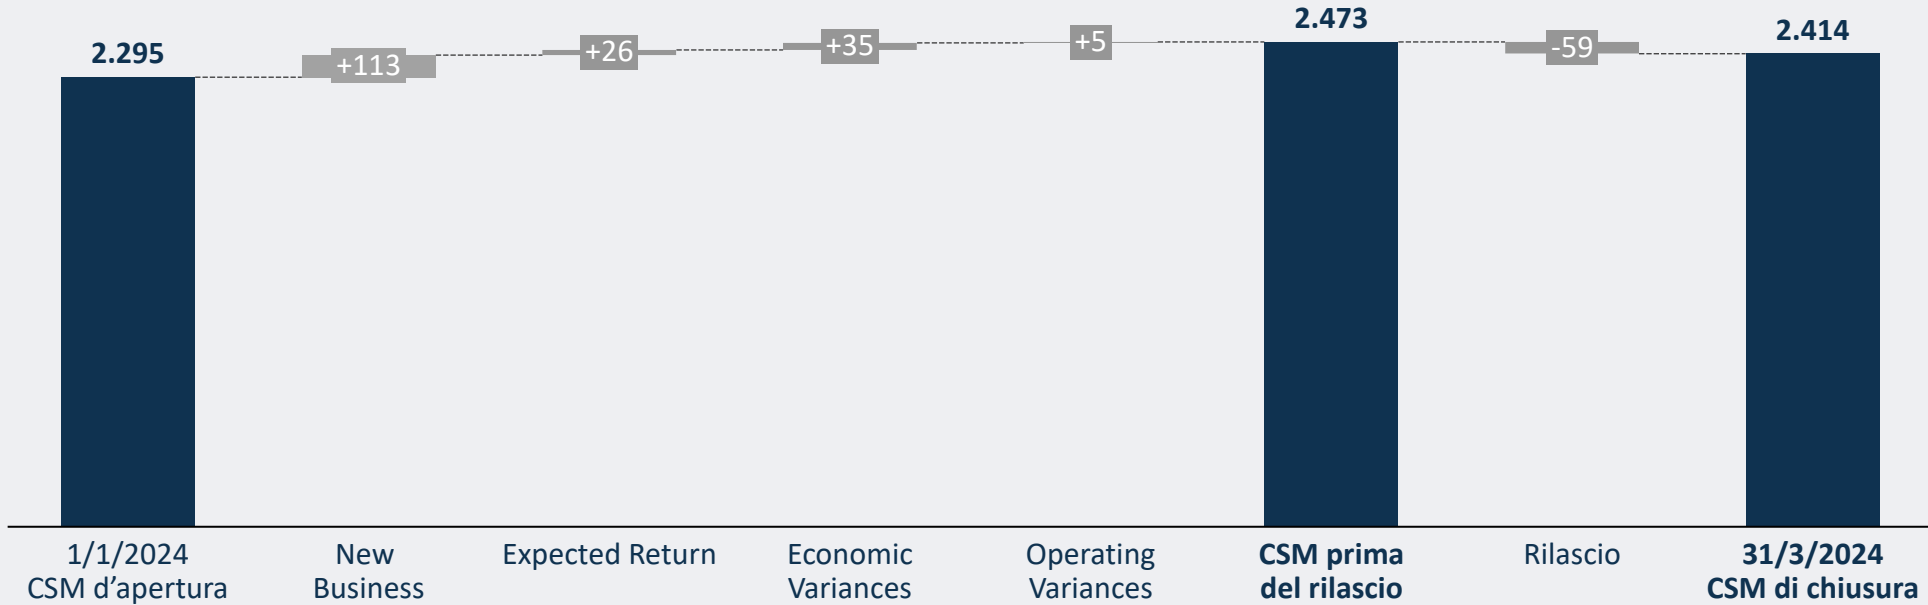 2.295
+113
+26
+35
+5
2.473
-59
2.414
1/1/2024
CSM d’apertura
New
Business
Expected Return
Economic
Variances
Operating
Variances
CSM prima
del rilascio
Rilascio
31/3/2024
CSM di chiusura